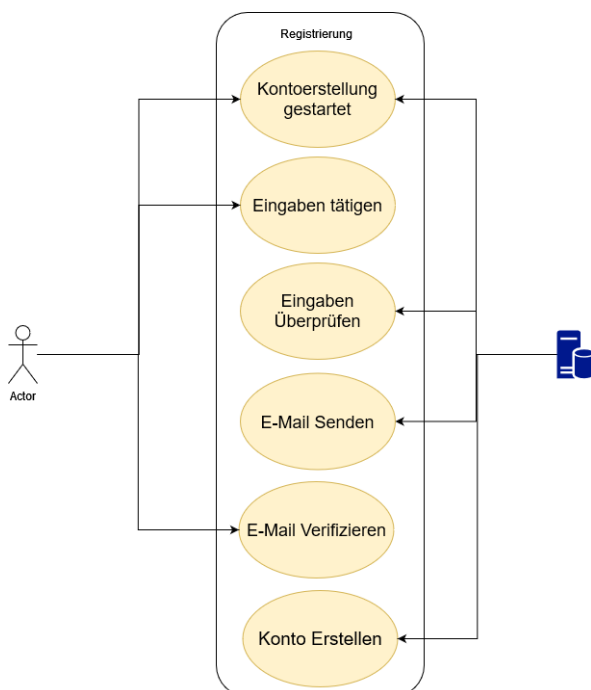 Registrierung
Kontoerstellung
gestartet
Eingaben tätigen
Eingaben
Überprüfen
Actor
E-Mail Senden
E-Mail Verifizieren
Konto Erstellen